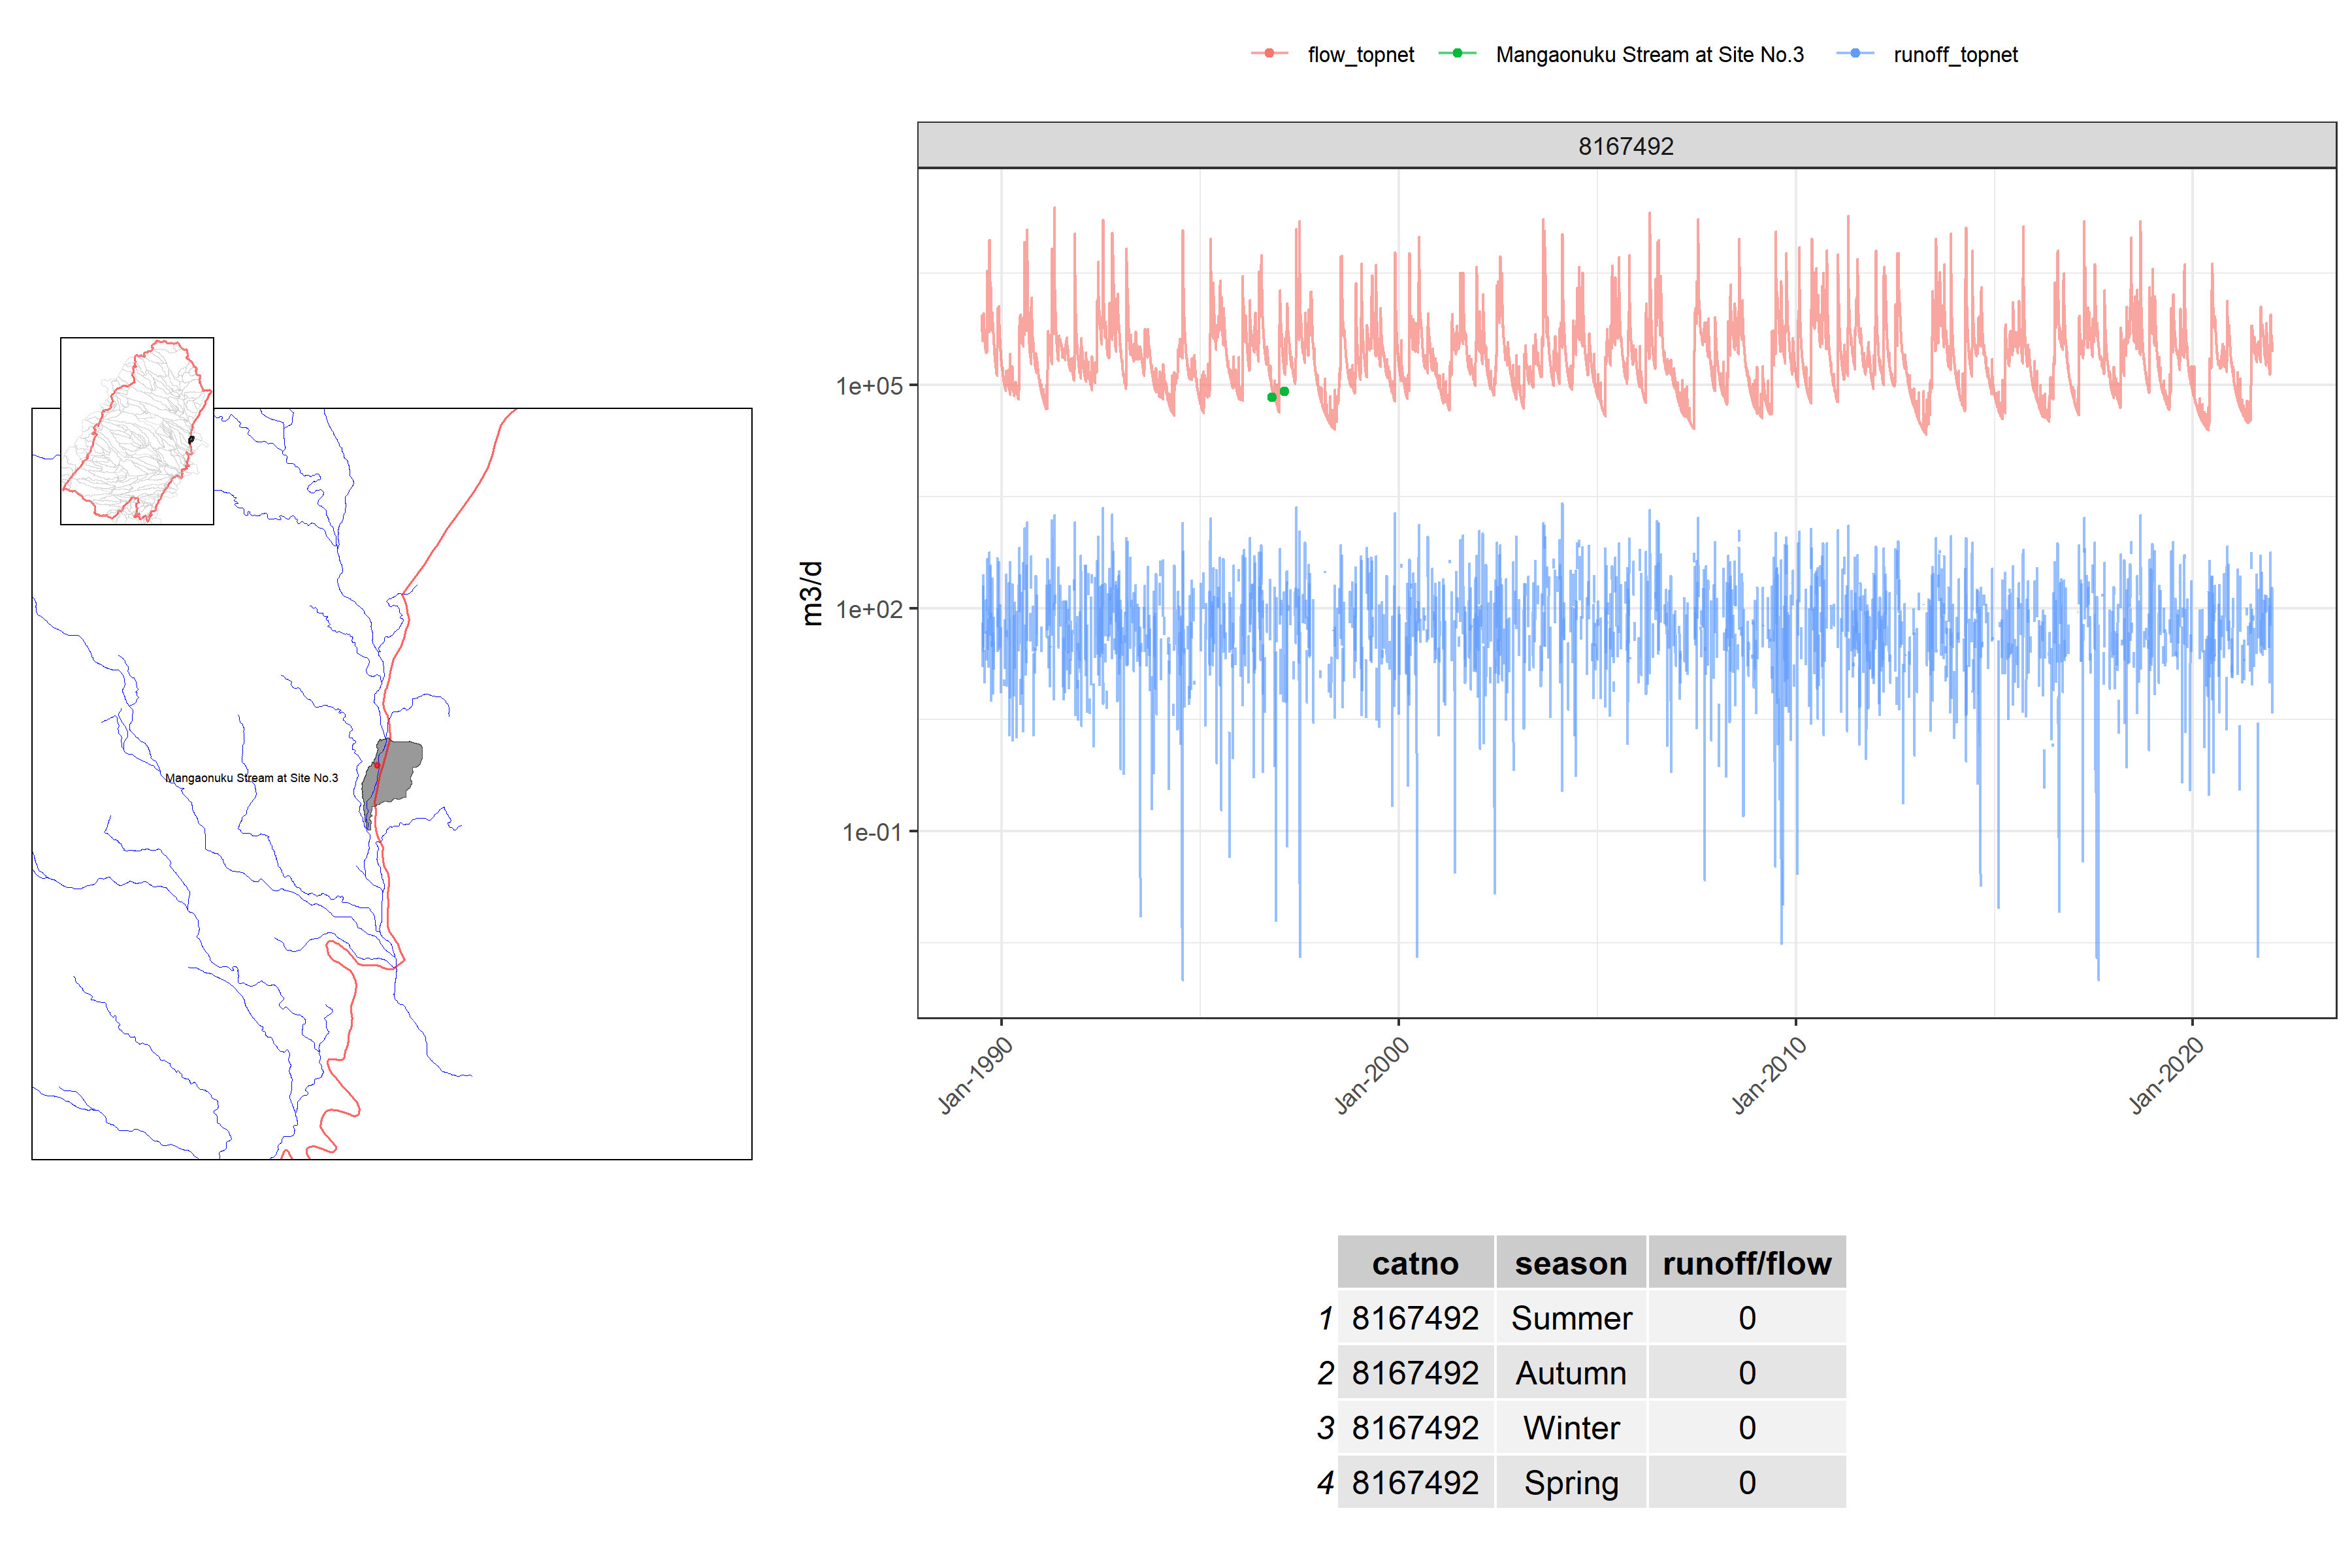 flow_topnet Mangaonuku Stream at Site No.3 runoff_topnet
8167492
1e+05
1e+02
1e-01
m3/d
Jan-1990 Jan-2000 Jan-2010 Jan-2020
Mangaonuku Stream at Site No.3
catno season runoff/flow
1 8167492 Summer 0
2 8167492 Autumn 0
3 8167492 Winter 0
4 8167492 Spring 0